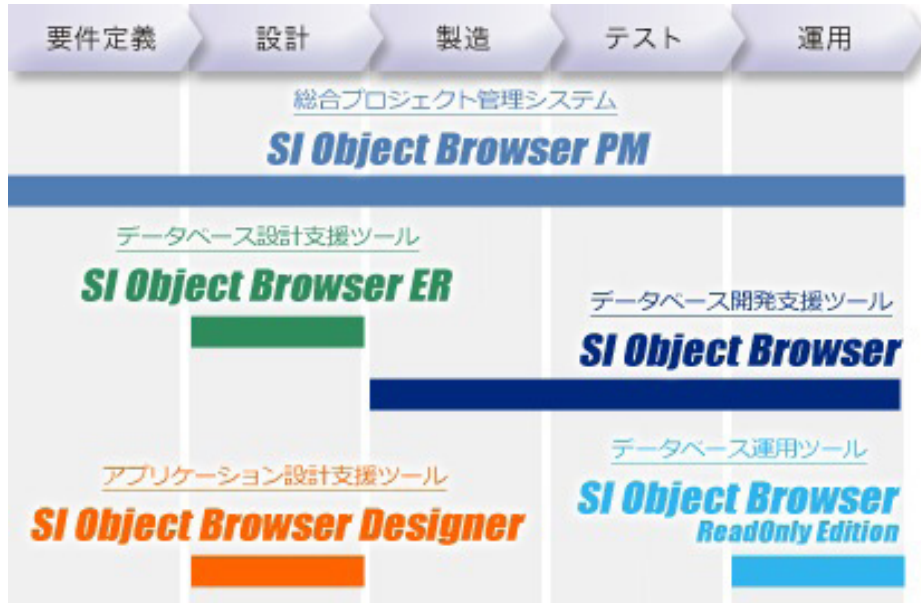 要件定義
設計
製造
テスト
運用
総合プロジェクト管理システム
SI Object Browser PM
データベース設計支援ツール
SI Object Browser ER
データベース開発支援ツール
SI Object Browser
アプリケーション設計支援ツール
SI Object Browser Designer
データベース運用ツール
SI Object Browser
ReadOnly Edition